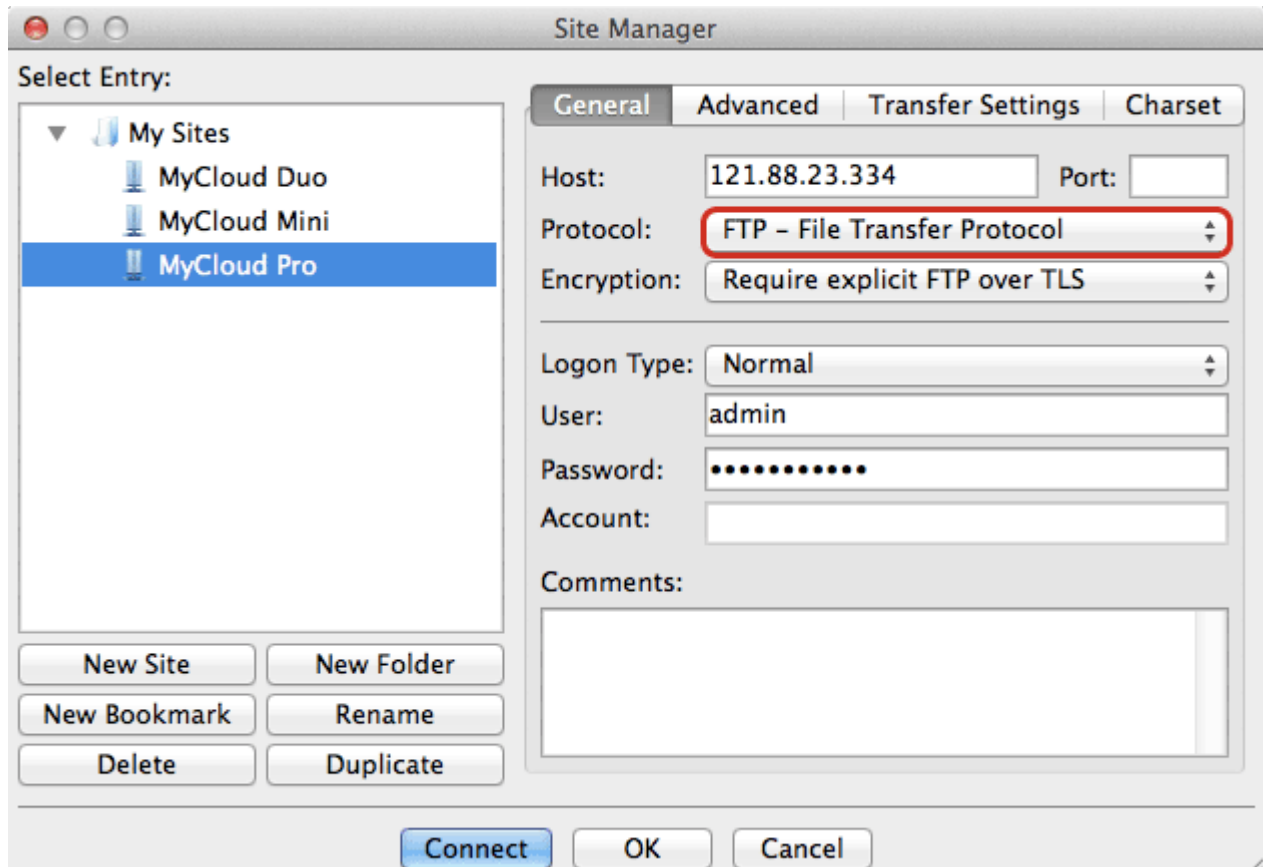 Site Manager
Select Entry:
My Sites
MyCloud Duo
MyCloud Mini
MyCloud Pro
New Site New Folder
New Bookmark Rename
Delete Duplicate
General Advanced Transfer Settings Charset
Host: 121.88.23.334 Port:
Protocol: FTP – File Transfer Protocol
Encryption: Require explicit FTP over TLS
Logon Type: Normal
User: admin
Password: •••••••••••
Account:
Comments:
Connect OK Cancel